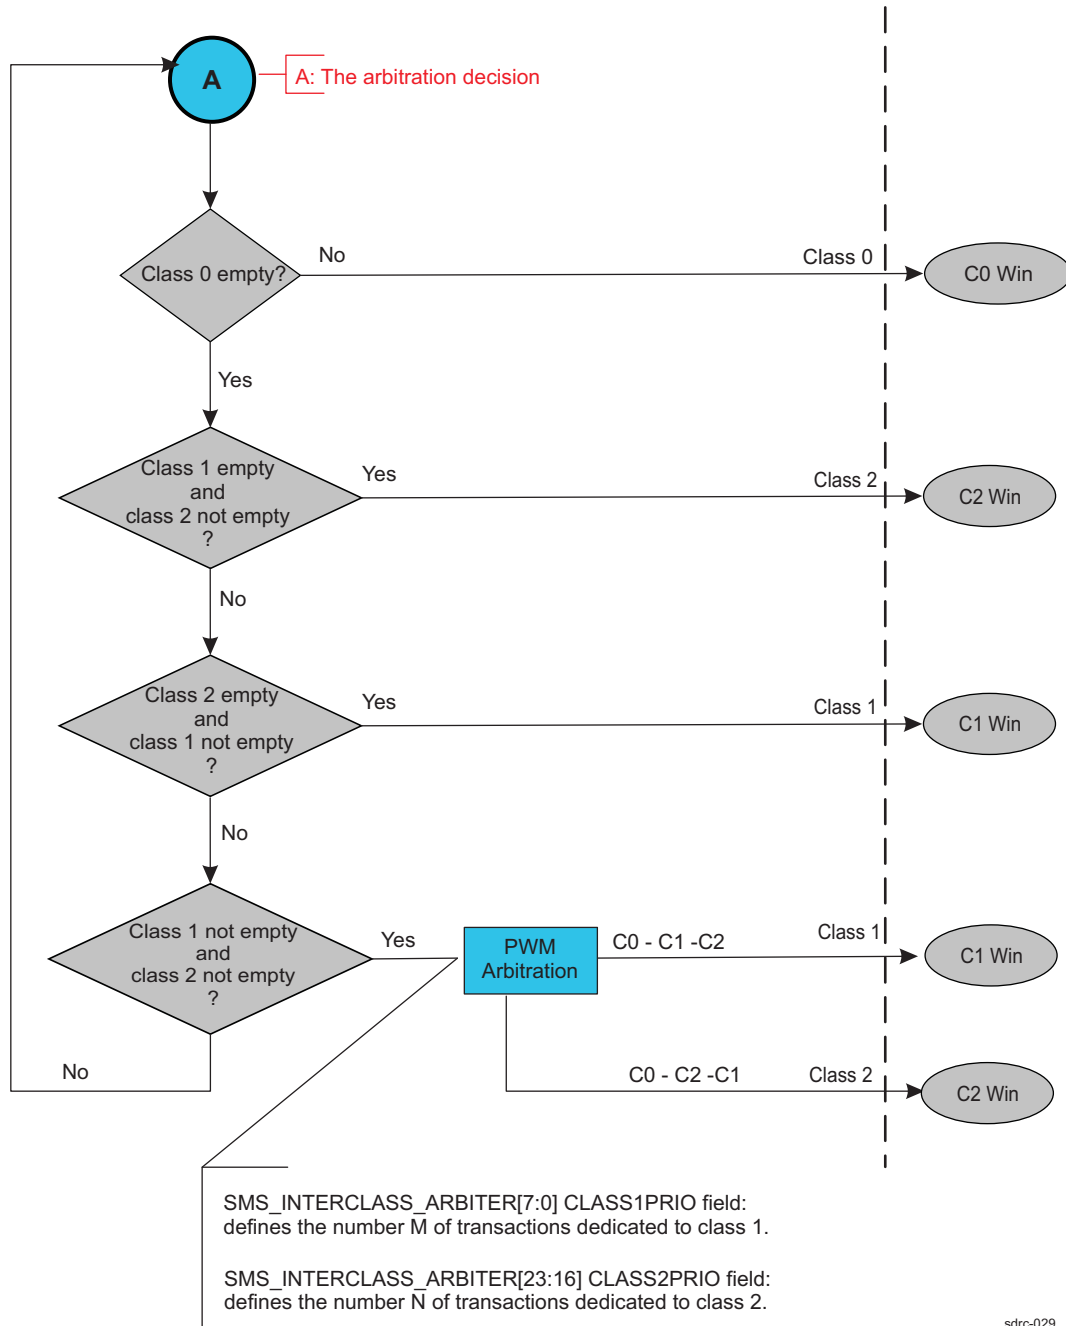 A
A: The arbitration decision
Class 0 empty?
No
Class 0
C0 Win
Yes
Class 1 empty
and
class 2 not empty
?
Yes
Class 2
C2 Win
No
Class 2 empty
and
class 1 not empty
?
Yes
Class 1
C1 Win
No
Class 1 not empty
and
class 2 not empty
?
Yes
PWM
Arbitration
C0 - C1 -C2
Class 1
C1 Win
No
C0 - C2 -C1
Class 2
C2 Win
SMS_INTERCLASS_ARBITER[7:0] CLASS1PRIO field:
defines the number M of transactions dedicated to class 1.
SMS_INTERCLASS_ARBITER[23:16] CLASS2PRIO field:
defines the number N of transactions dedicated to class 2.
sdrc-029